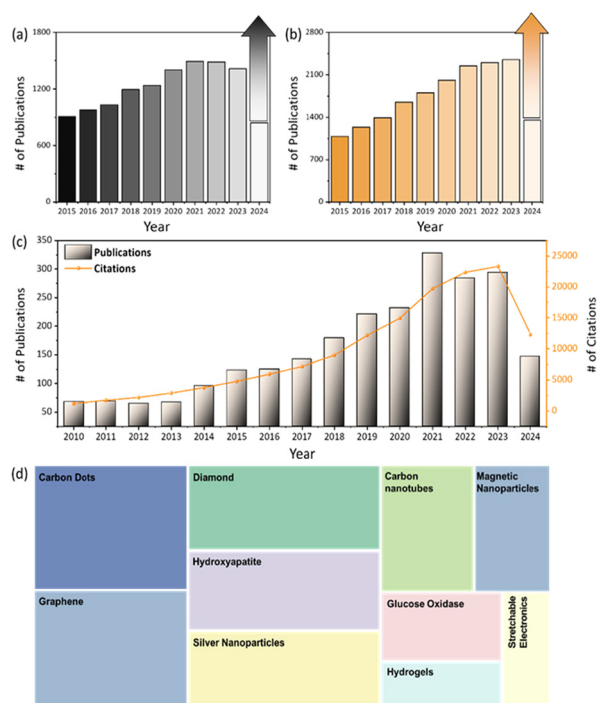 (a)
1800
1200
600
0
# of Publications
2015 2016 2017 2018 2019 2020 2021 2022 2023 2024
Year
(b)
2800
2100
1400
700
0
# of Publications
2015 2016 2017 2018 2019 2020 2021 2022 2023 2024
Year
(c)
350
300
250
200
150
100
50
# of Publications
Publications
Citations
25000
20000
15000
10000
5000
0
# of Citations
2010 2011 2012 2013 2014 2015 2016 2017 2018 2019 2020 2021 2022 2023 2024
Year
(d)
Carbon Dots
Diamond
Carbon
nanotubes
Magnetic
Nanoparticles
Hydroxyapatite
Graphene
Glucose Oxidase
Stretchable
Electronics
Silver Nanoparticles
Hydrogels